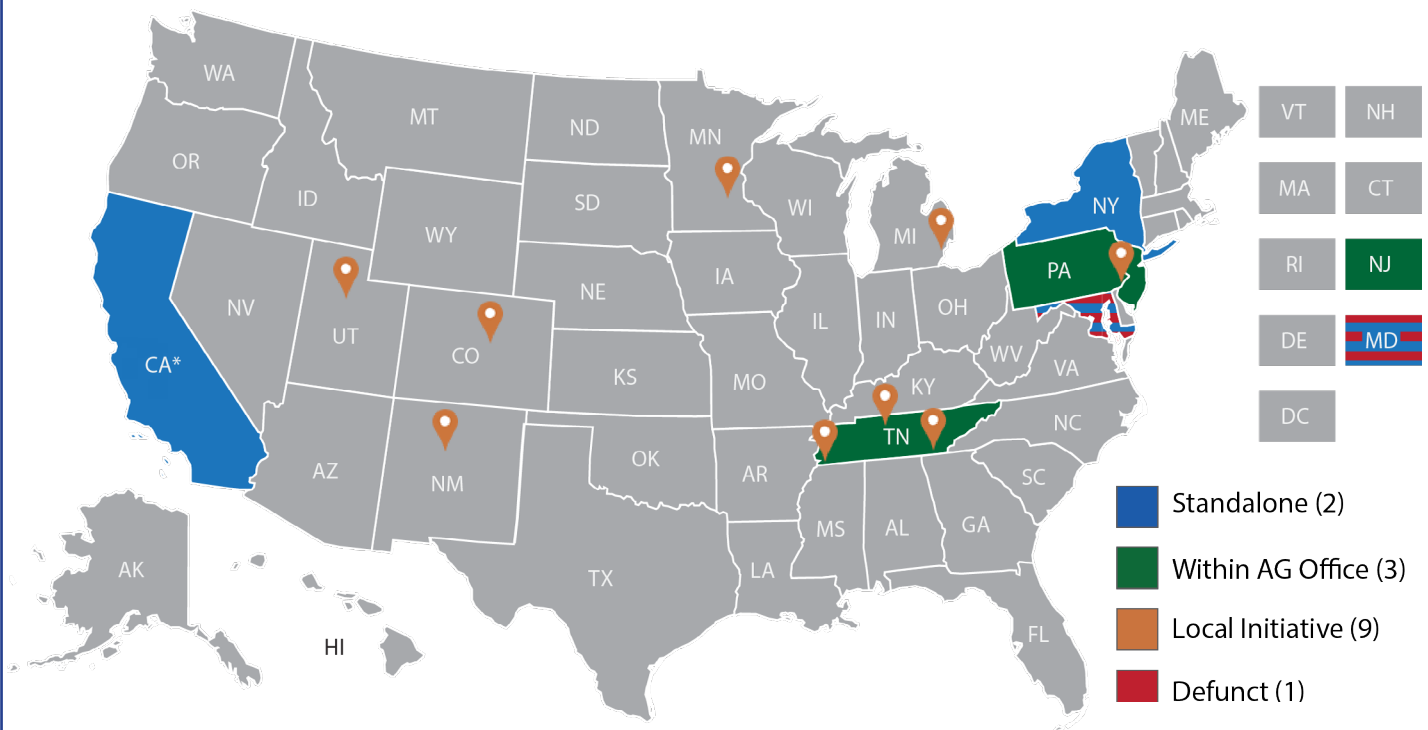 WA
MT
ND
MN
ME
VT
NH
OR
ID
SD
WI
MI
NY
MA
CT
WY
IA
PA
RI
NJ
NV
UT
CO
NE
IL
IN
OH
WV
VA
DE
MD
CA*
KS
MO
KY
NC
DC
AZ
NM
OK
AR
TN
SC
MS
AL
GA
AK
TX
LA
FL
HI
Standalone (2)
Within AG Office (3)
Local Initiative (9)
Defunct (1)